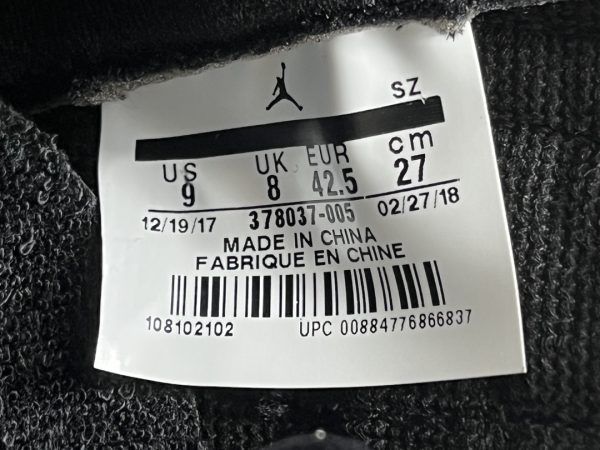 SZ
US UK EUR cm
9 8 42.5 27
12/19/17 378037-005 02/27/18
MADE IN CHINA
FABRIQUE EN CHINE
108102102 UPC 00884776866837